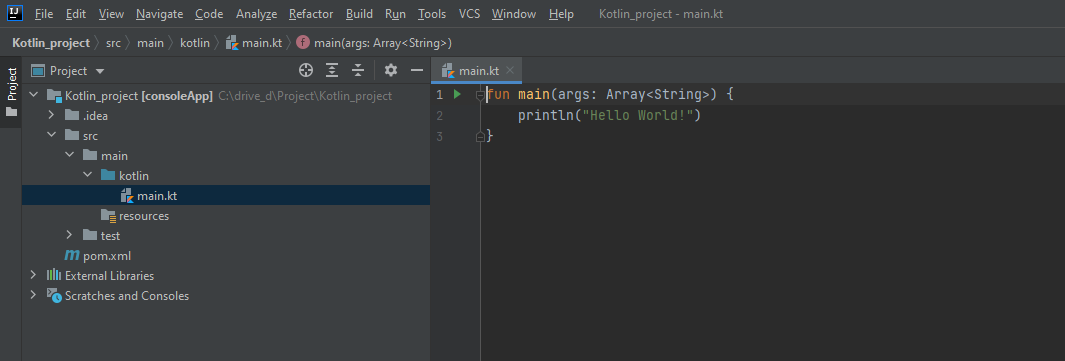 IJ File Edit View Navigate Code Analyze Refactor Build Run Tools VCS Window Help Kotlin_project - main.kt
Kotlin_project src main kotlin main.kt f main(args: Array<String>)
Project
Project
main.kt
Kotlin_project [consoleApp] C:\drive_d\Project\Kotlin_project
.idea
src
main
kotlin
main.kt
resources
test
m pom.xml
External Libraries
Scratches and Consoles
1 fun main(args: Array<String>) {
2 println("Hello World!")
3 }